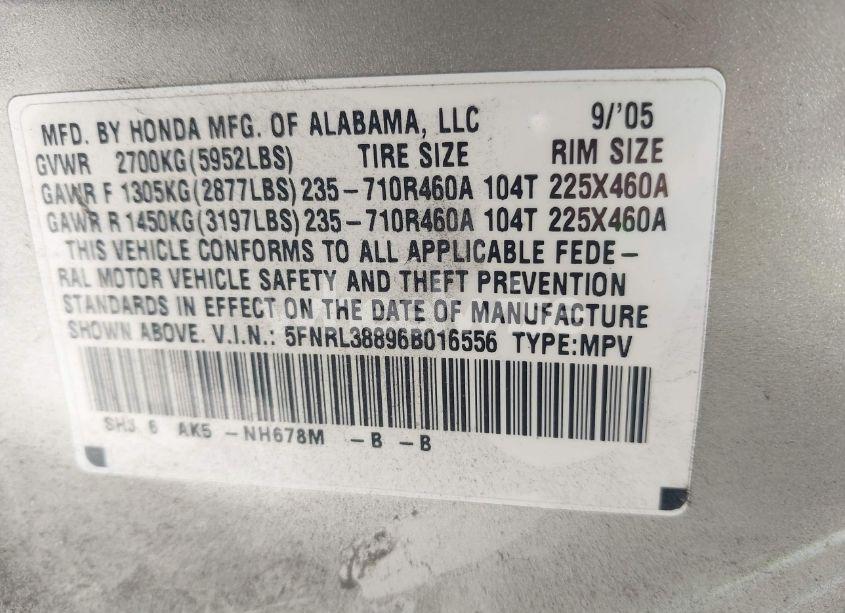 MFD. BY HONDA MFG. OF ALABAMA, LLC 9/'05
GVWR 2700KG(5952LBS) TIRE SIZE RIM SIZE
GAWR F 1305KG(2877LBS) 235-710R460A 104T 225X460A
GAWR R 1450KG(3197LBS) 235-710R460A 104T 225X460A
THIS VEHICLE CONFORMS TO ALL APPLICABLE FEDE-
RAL MOTOR VEHICLE SAFETY AND THEFT PREVENTION
STANDARDS IN EFFECT ON THE DATE OF MANUFACTURE
SHOWN ABOVE. V.I.N.: 5FNRL38896B016556 TYPE:MPV
SHJ 6 AK5 -NH678M -B -B